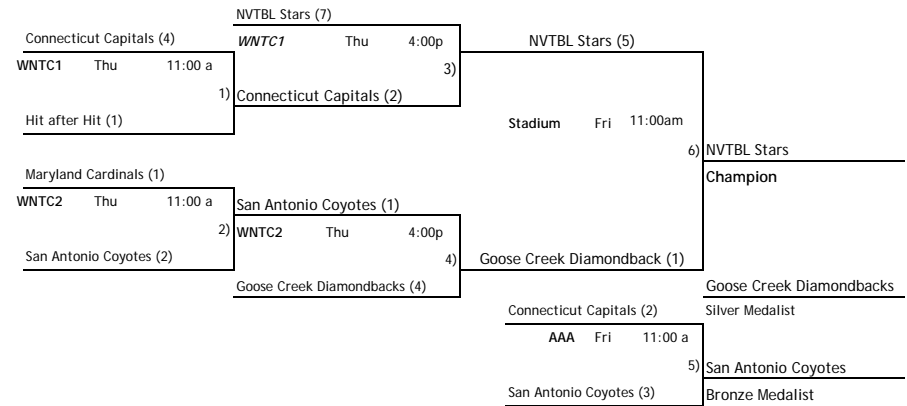 NVTBL Stars (7)
Connecticut Capitals (4)
WNTC1 Thu 4:00p
NVTBL Stars (5)
WNTC1 Thu 11:00 a
3)
1) Connecticut Capitals (2)
Hit after Hit (1)
Stadium Fri 11:00am
6) NVTBL Stars
Maryland Cardinals (1)
Champion
WNTC2 Thu 11:00 a
San Antonio Coyotes (1)
2) WNTC2 Thu 4:00p
San Antonio Coyotes (2)
4) Goose Creek Diamondback (1)
Goose Creek Diamondbacks (4)
Goose Creek Diamondbacks
Connecticut Capitals (2)
Silver Medalist
AAA Fri 11:00 a
5) San Antonio Coyotes
San Antonio Coyotes (3)
Bronze Medalist